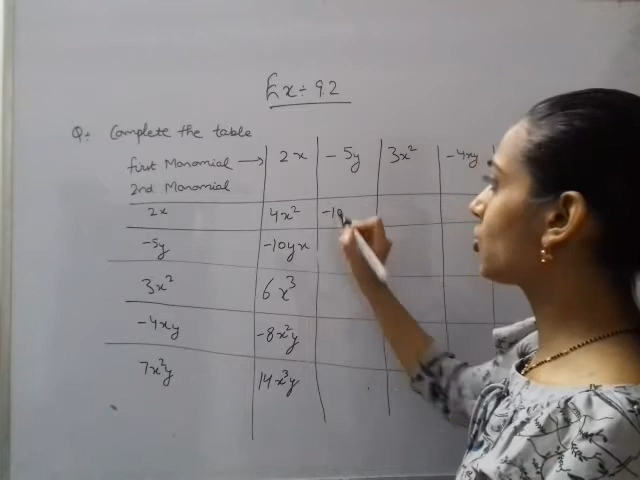 Ex ÷ 9.2
Q: Complete the table
first Monomial → 2x -5y 3x² -4xy
2nd Monomial
2x 4x² -10
-5y -10yx
3x² 6x³
-4xy -8x²y
7x²y 14x³y